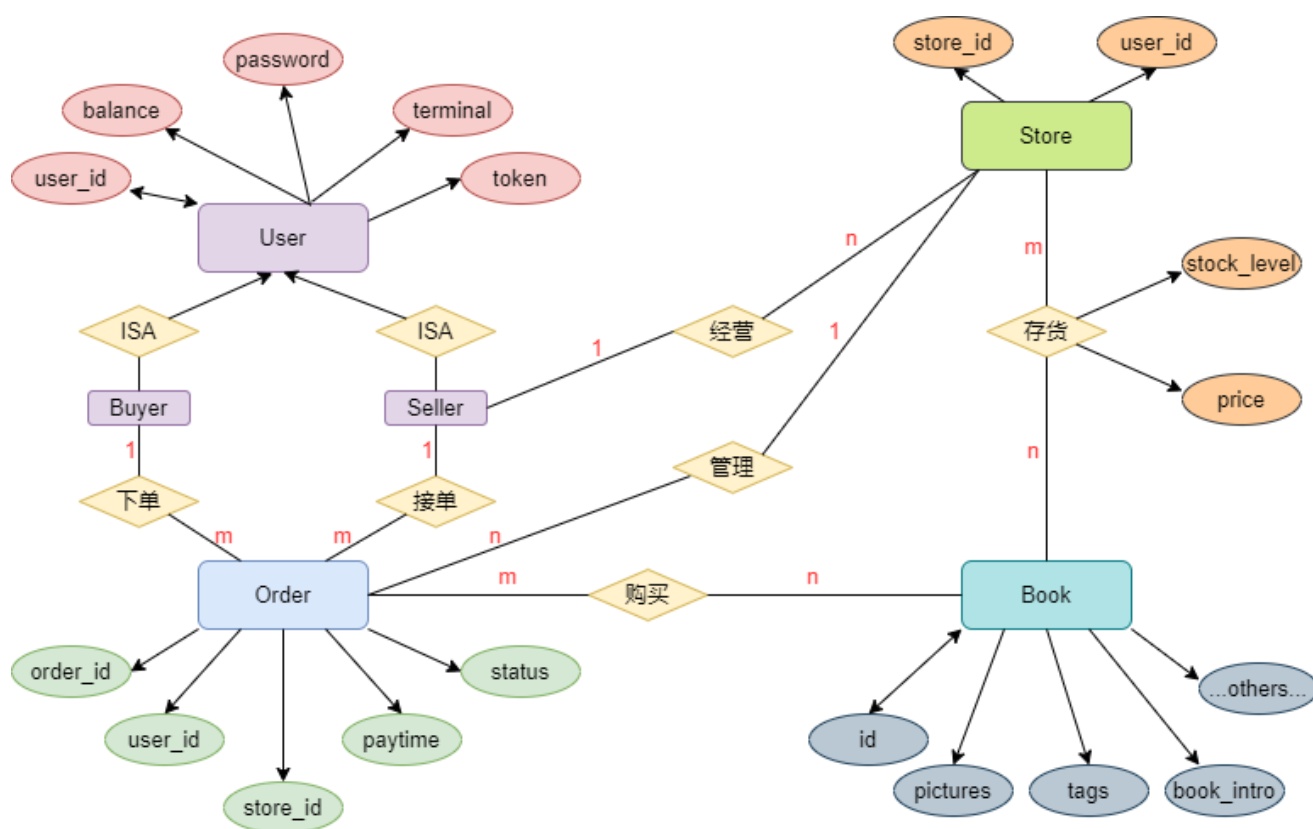 store_id
user_id
password
balance
terminal
Store
user_id
token
User
n
m
stock_level
ISA
ISA
经营
1
存货
1
price
Buyer
Seller
1
1
n
管理
下单
接单
m
m
n
m
购买
n
Order
Book
order_id
status
...others...
user_id
paytime
id
store_id
pictures
tags
book_intro